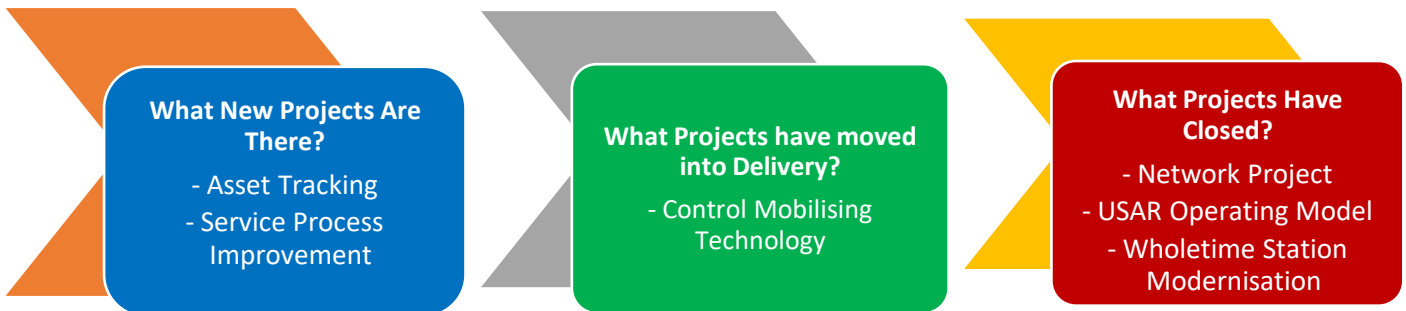 What New Projects Are
There?
- Asset Tracking
- Service Process
Improvement
What Projects have moved
into Delivery?
- Control Mobilising
Technology
What Projects Have
Closed?
- Network Project
- USAR Operating Model
- Wholetime Station
Modernisation